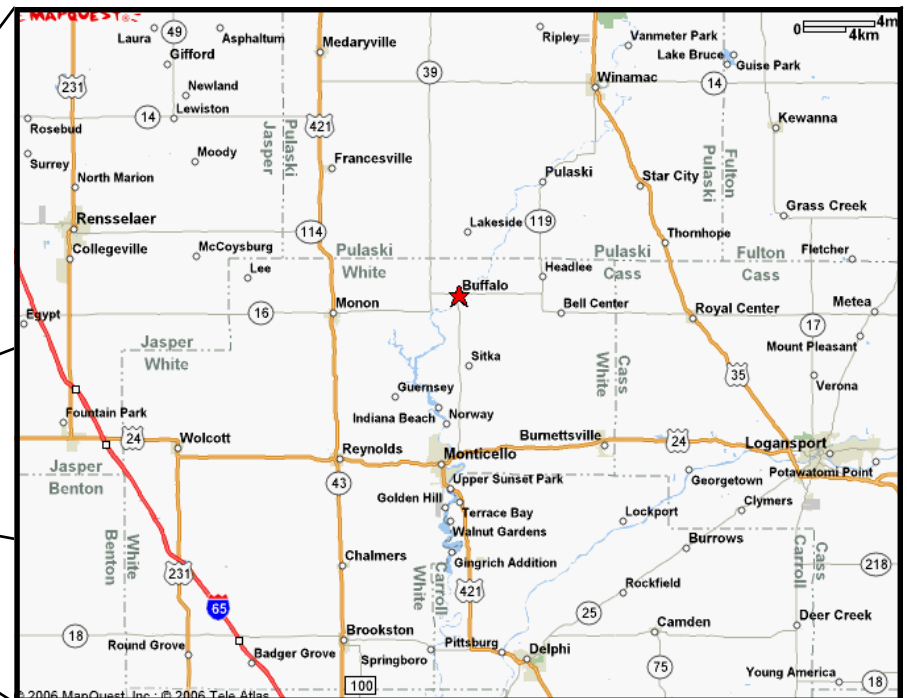 MAPQUEST
0 4m
4km
Laura
49
Asphaltum
Medaryville
Ripley
Vanmeter Park
Lake Bruce
Guise Park
Gifford
39
231
Newland
Winamac
14
Lewiston
14
Rosebud
421
Kewanna
Pulaski
Jasper
Moody
Surrey
Francesville
Pulaski
Fulton
Pulaski
North Marion
Star City
Rensselaer
Grass Creek
Lakeside
119
114
Thornhope
Collegeville
McCoysburg
Pulaski
White
Pulaski
Cass
Fulton
Cass
Fletcher
Lee
Headlee
Buffalo
Egypt
16
Monon
Bell Center
Royal Center
Metea
17
Jasper
White
Mount Pleasant
Sitka
Cass
White
35
Verona
Guernsey
Fountain Park
Indiana Beach
Norway
24
Wolcott
Burnettsville
24
Logansport
Reynolds
Monticello
Jasper
Benton
Potawatomi Point
Upper Sunset Park
Georgetown
43
Golden Hill
Clymers
Terrace Bay
Lockport
Walnut Gardens
White
Benton
Burrows
Cass
Carroll
Chalmers
Gingrich Addition
218
231
Carroll
White
Rockfield
421
65
25
Deer Creek
18
Brookston
Camden
Round Grove
Badger Grove
Springboro
Pittsburg
Delphi
75
100
Young America
18
© 2006 MapQuest, Inc.; © 2006 Tele Atlas